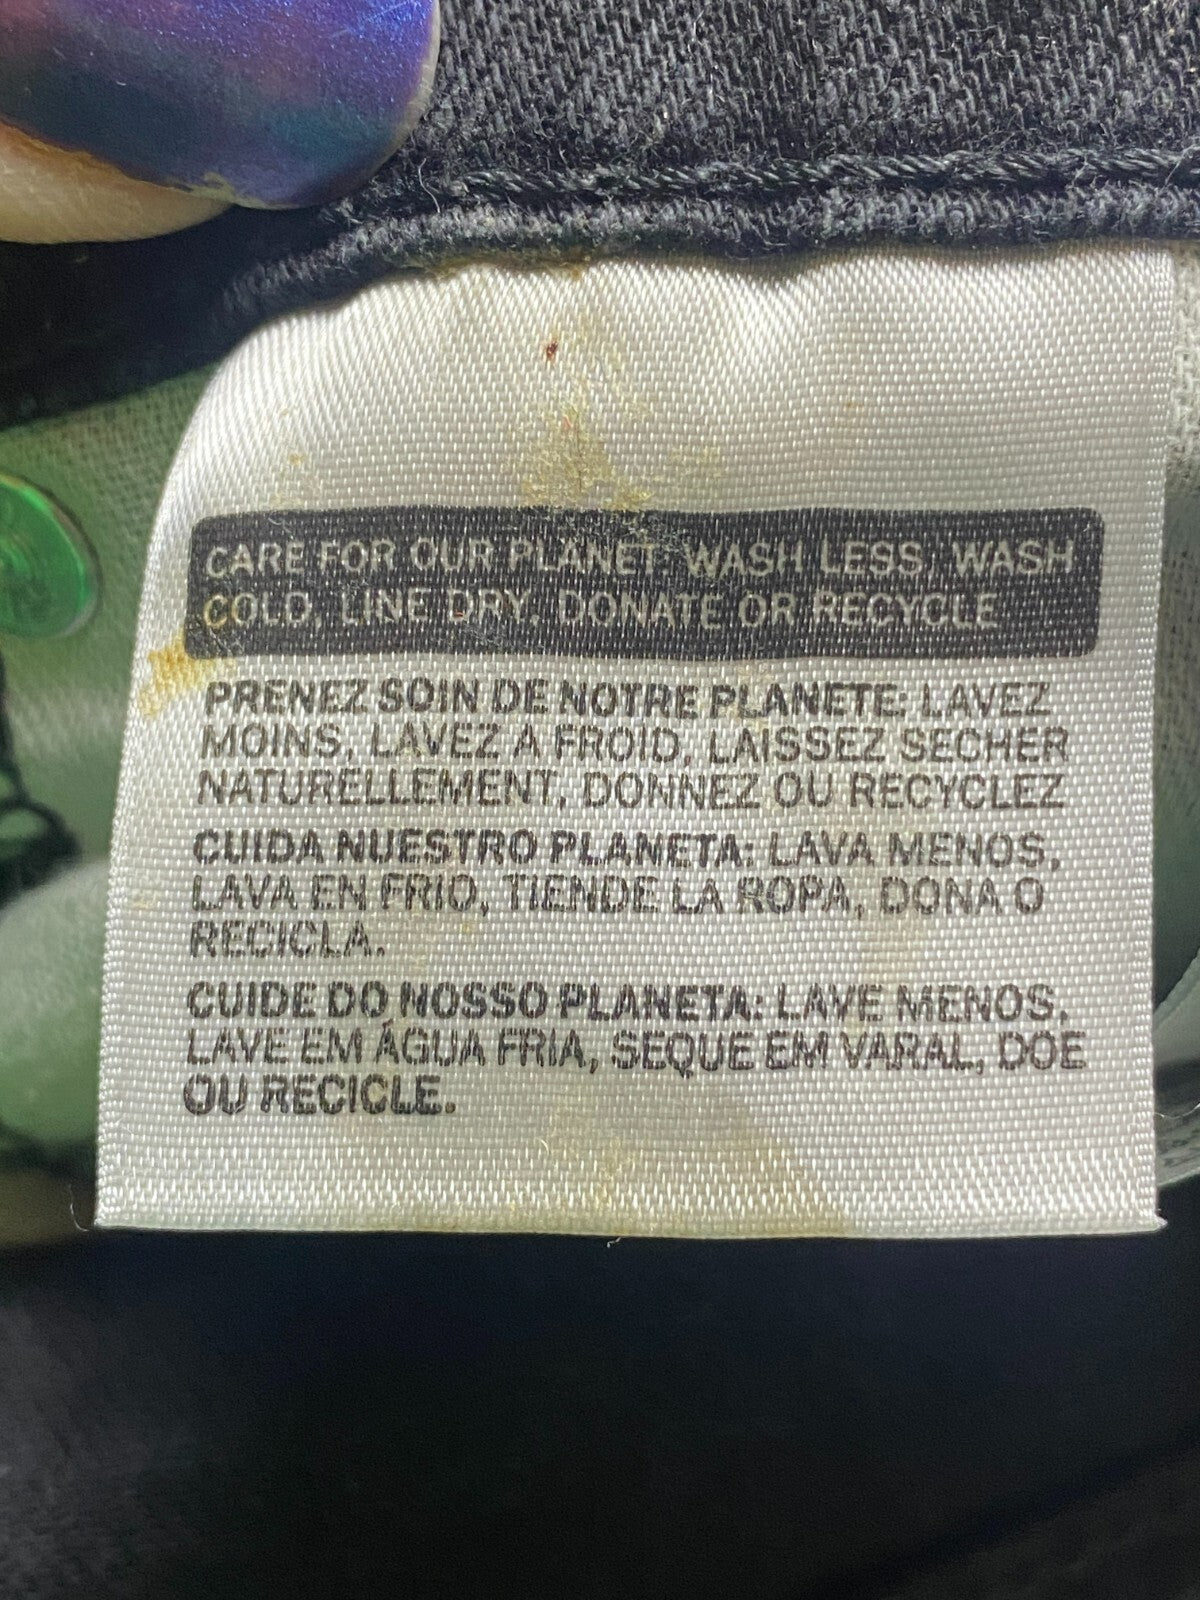 CARE FOR OUR PLANET: WASH LESS, WASH
COLD, LINE DRY, DONATE OR RECYCLE
PRENEZ SOIN DE NOTRE PLANETE: LAVEZ
MOINS, LAVEZ A FROID, LAISSEZ SECHER
NATURELLEMENT, DONNEZ OU RECYCLEZ
CUIDA NUESTRO PLANETA: LAVA MENOS,
LAVA EN FRIO, TIENDE LA ROPA, DONA O
RECICLA.
CUIDE DO NOSSO PLANETA: LAVE MENOS,
LAVE EM ÁGUA FRIA, SEQUE EM VARAL, DOE
OU RECICLE.